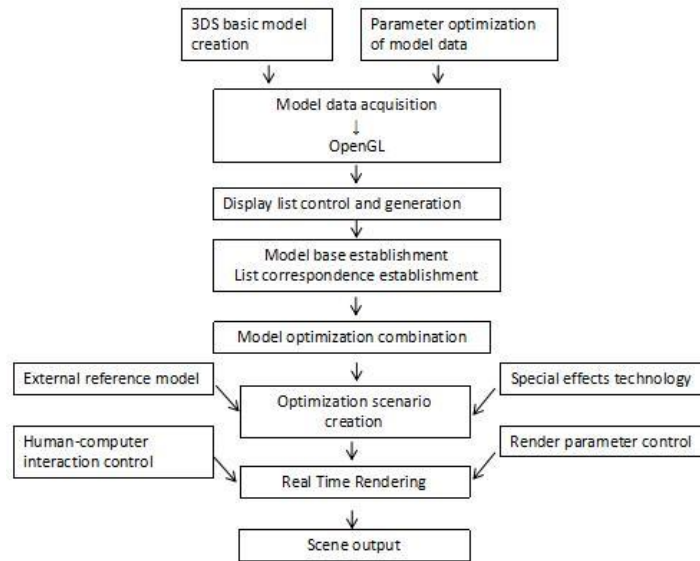 3DS basic model
creation
Parameter optimization
of model data
Model data acquisition
↓
OpenGL
Display list control and generation
Model base establishment
List correspondence establishment
Model optimization combination
External reference model
Special effects technology
Optimization scenario
creation
Human-computer
interaction control
Render parameter control
Real Time Rendering
Scene output